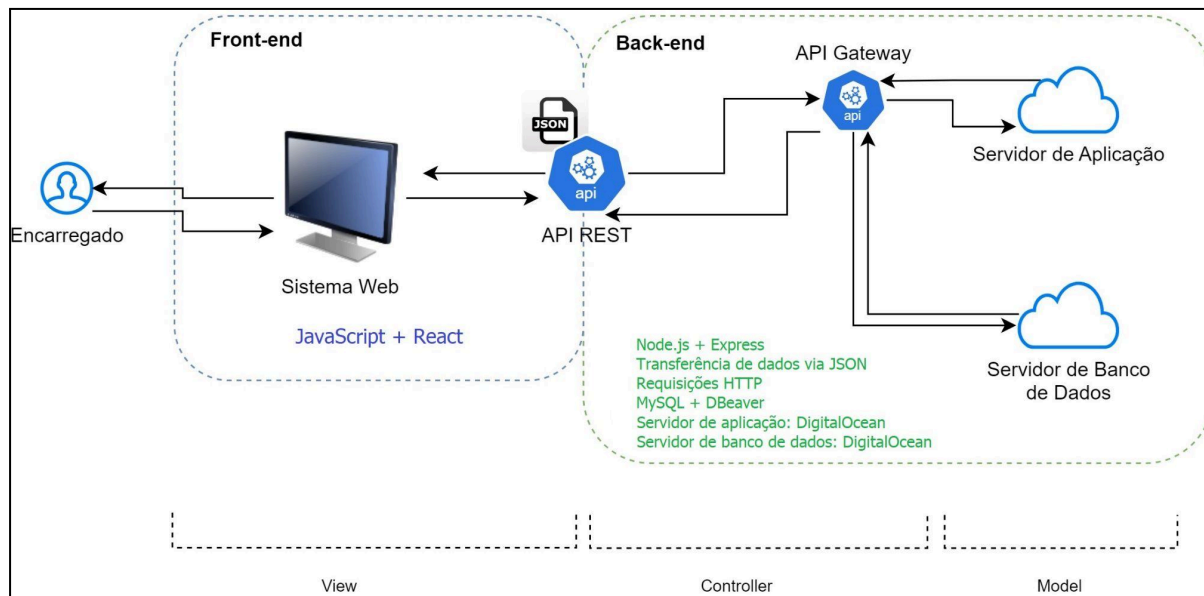 Front-end
Back-end
API Gateway
JSON
api
api
Servidor de Aplicação
Encarregado
API REST
Sistema Web
JavaScript + React
Node.js + Express
Transferência de dados via JSON
Requisições HTTP
MySQL + DBeaver
Servidor de aplicação: DigitalOcean
Servidor de banco de dados: DigitalOcean
Servidor de Banco
de Dados
View
Controller
Model